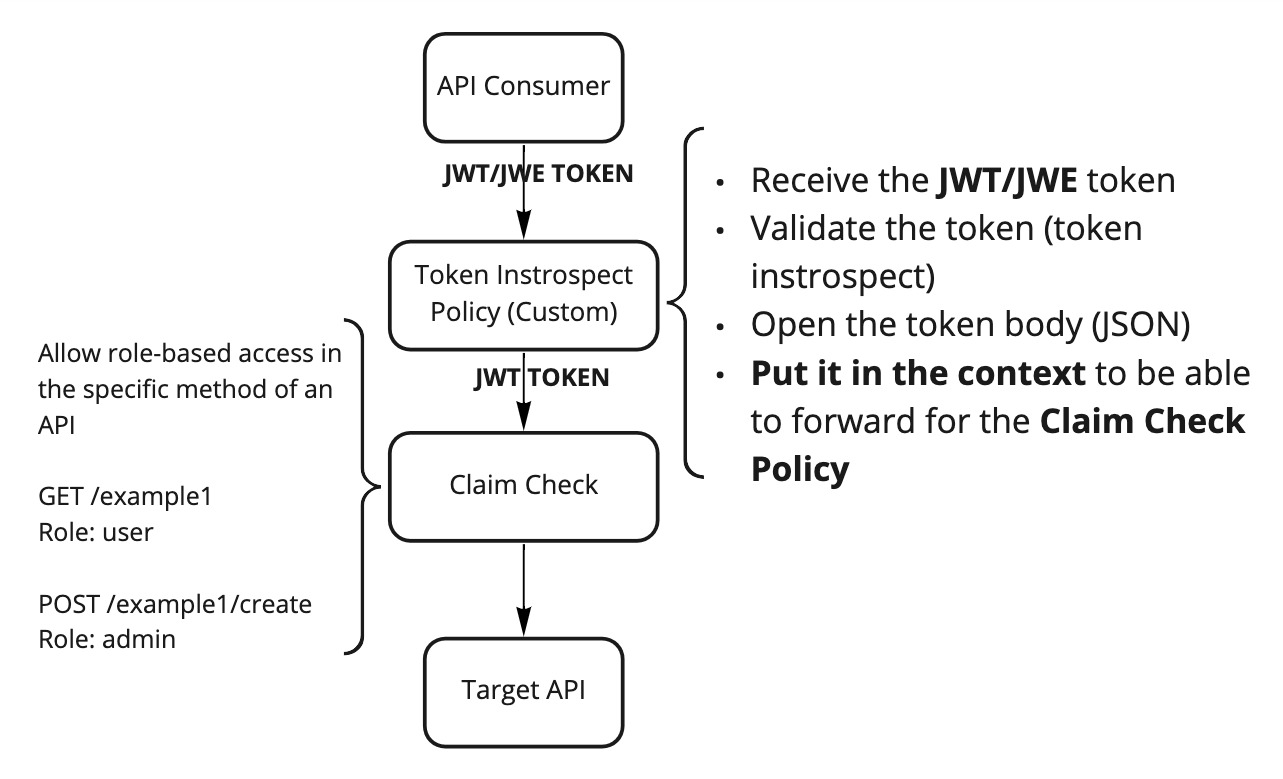 API Consumer
JWT/JWE TOKEN
• Receive the JWT/JWE token
• Validate the token (token
instrospect)
• Open the token body (JSON)
• Put it in the context to be able
to forward for the Claim Check
Policy
Token Instrospect
Policy (Custom)
JWT TOKEN
Allow role-based access in
the specific method of an
API
GET /example1
Role: user
POST /example1/create
Role: admin
Claim Check
Target API